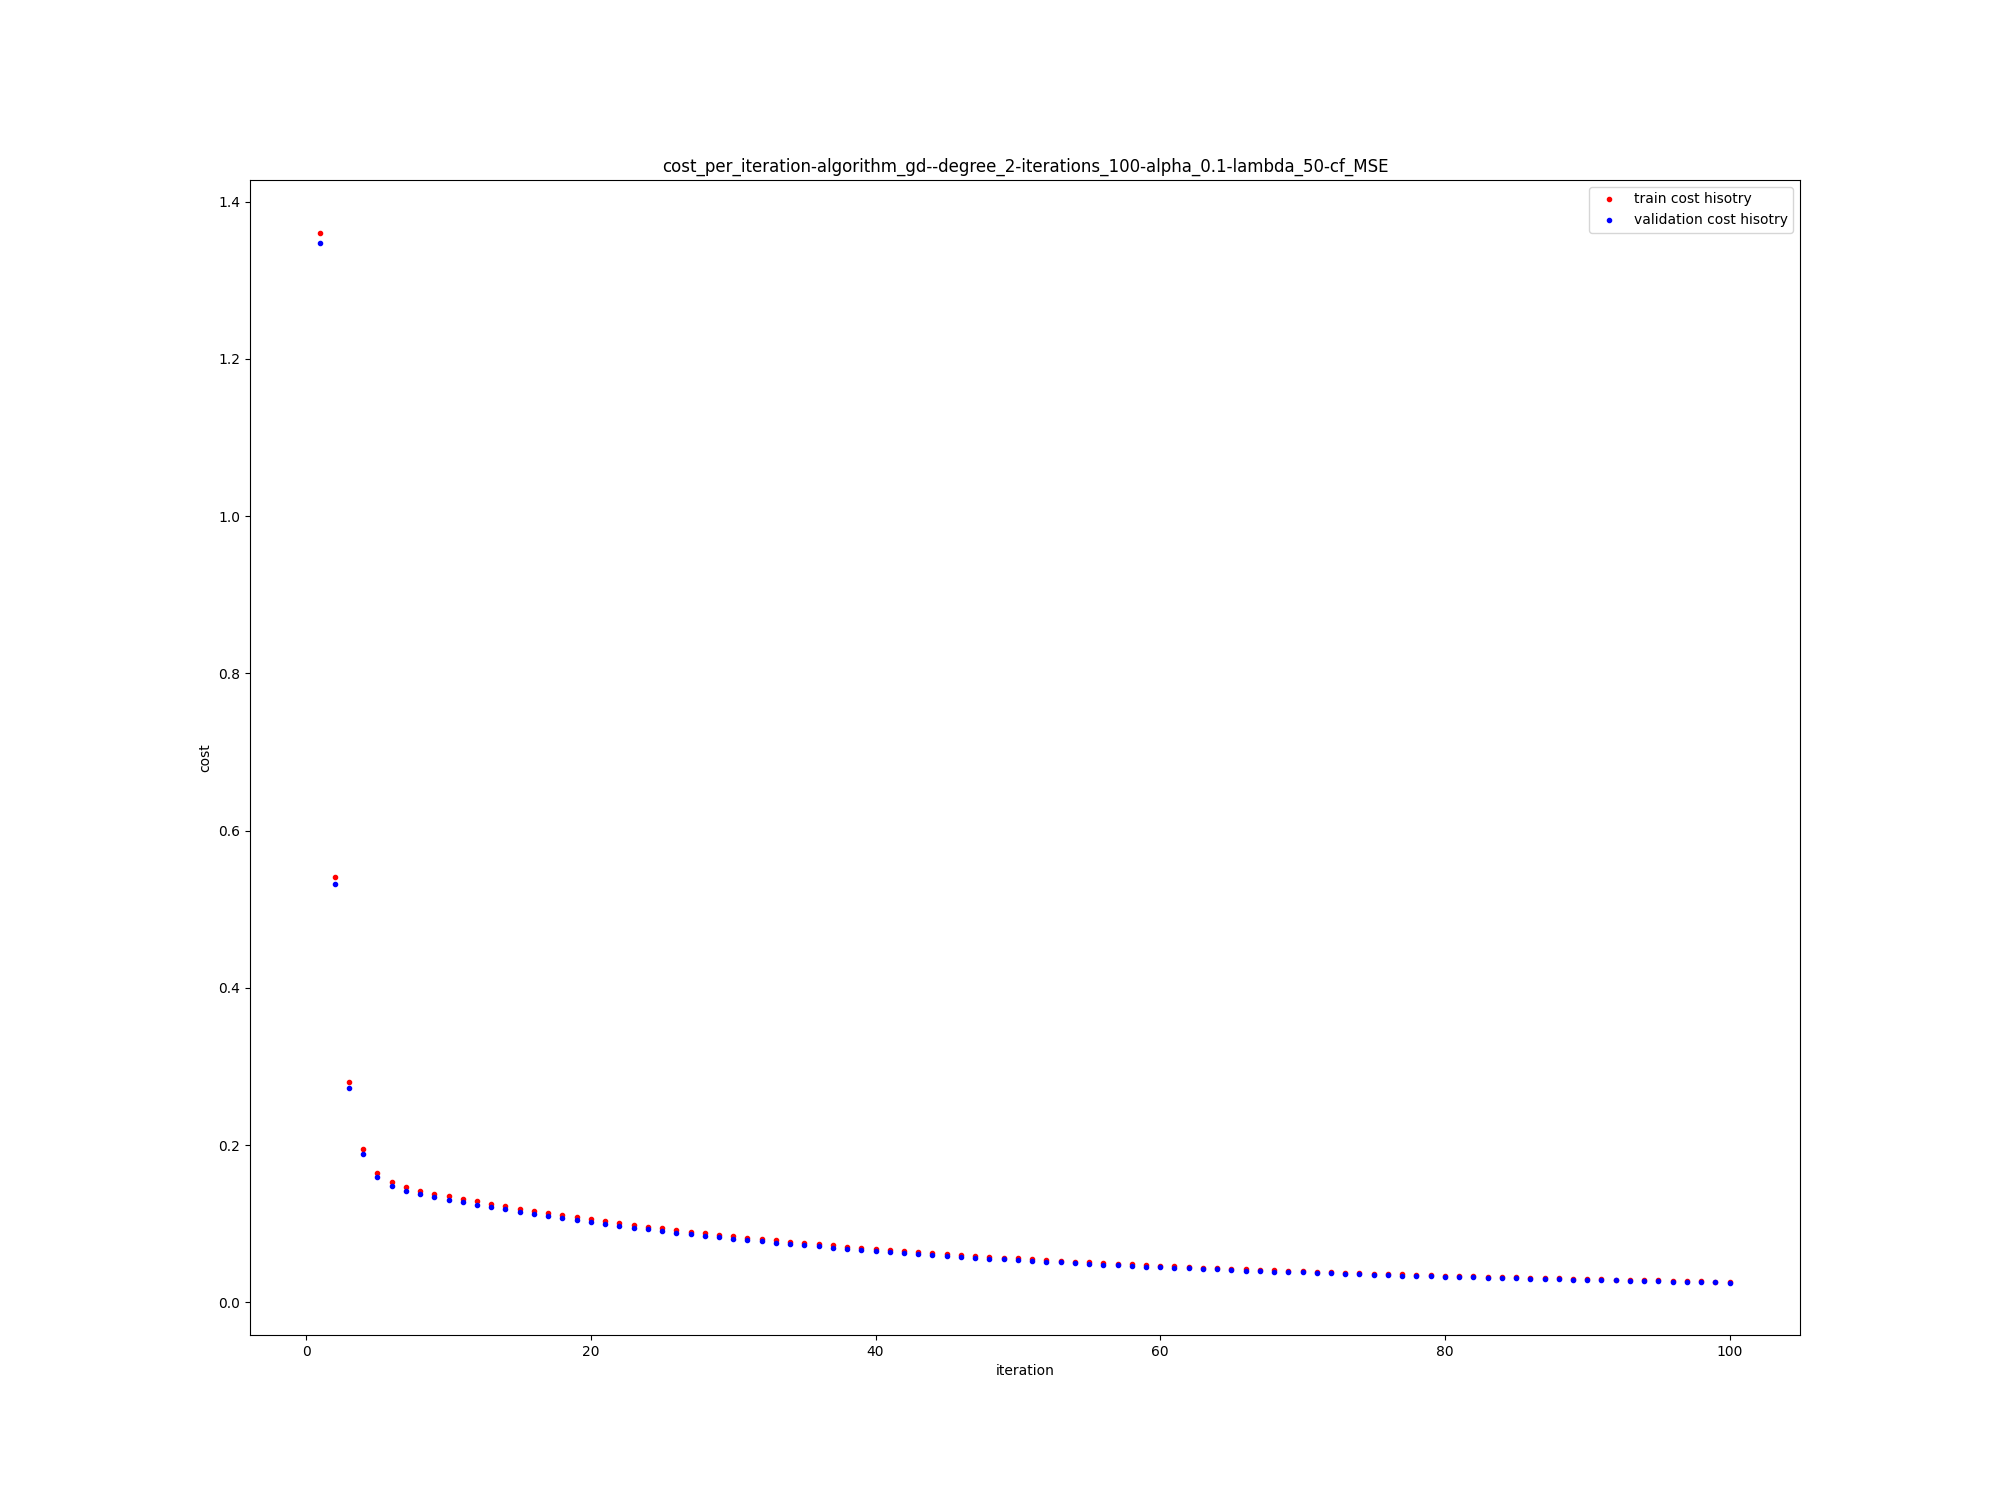 cost_per_iteration-algorithm_gd--degree_2-iterations_100-alpha_0.1-lambda_50-cf_MSE
train cost hisotry
validation cost hisotry
1.4
1.2
1.0
0.8
0.6
0.4
0.2
0.0
cost
0 20 40 60 80 100
iteration